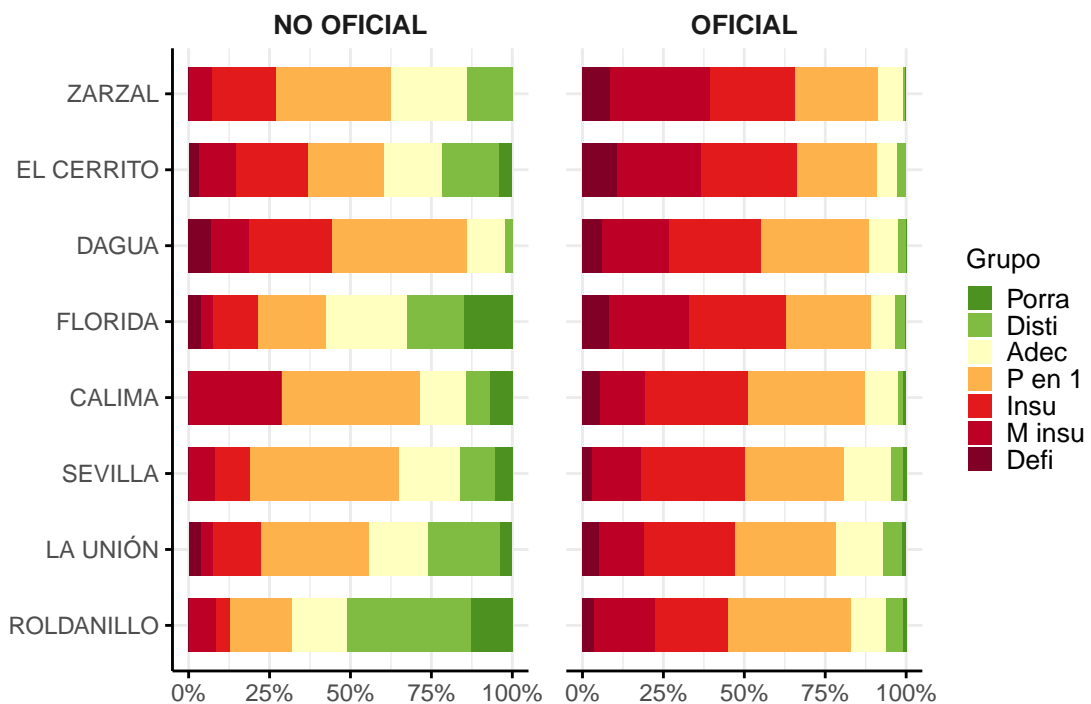 NO OFICIAL
OFICIAL
ZARZAL
EL CERRITO
DAGUA
FLORIDA
CALIMA
SEVILLA
LA UNIÓN
ROLDANILLO
0% 25% 50% 75% 100%
0% 25% 50% 75% 100%
Grupo
Porra
Disti
Adec
P en 1
Insu
M insu
Defi